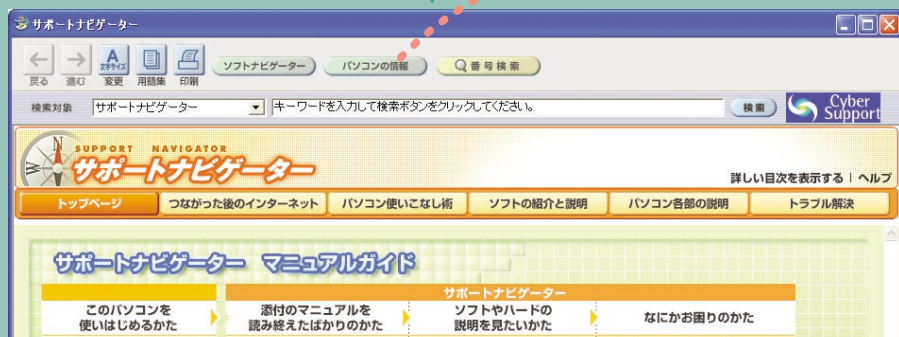 サポートナビゲーター
戻る 進む 文字サイズ 変更 用語集 印刷 ソフトナビゲーター パソコンの情報 番号検索
検索対象 サポートナビゲーター キーワードを入力して検索ボタンをクリックしてください。 検索 Cyber Support
SUPPORT NAVIGATOR
サポートナビゲーター
詳しい目次を表示する | ヘルプ
トップページ つながった後のインターネット パソコン使いこなし術 ソフトの紹介と説明 パソコン各部の説明 トラブル解決
サポートナビゲーター マニュアルガイド
サポートナビゲーター
このパソコンを
使いはじめるかた
添付のマニュアルを
読み終えたばかりのかた
ソフトやハードの
説明を見たいかた
なにかお困りのかた